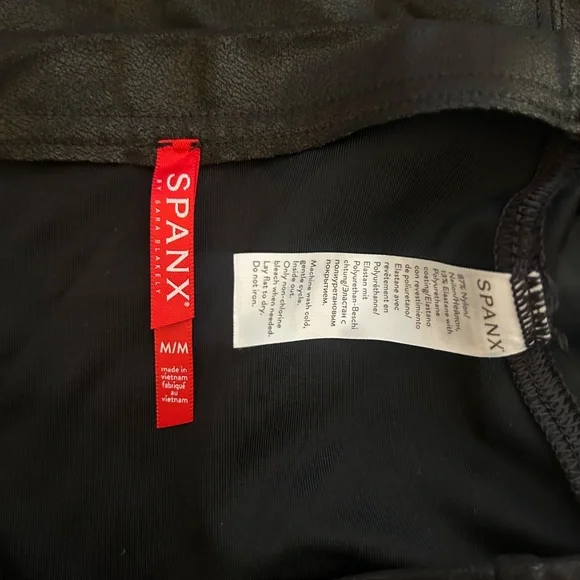 SPANX®
BY SARA BLAKELY
M/M
made in
vietnam
fabriqué
au
vietnam
SPANX®
87% Nylon/
Nailon/Нейлон,
13% Elastane with
Polyurethane
coating/Elastano
con revestimiento
de poliuretano/
Elastane avec
revêtement en
Polyuréthanne/
Elastan mit
Polyurethan-Beschi
chtung/Эластан с
полиуретановым
покрытием.
Machine wash cold,
gentle cycle.
Inside out.
Only non-chlorine
bleach when needed.
Lay flat to dry.
Do not iron.